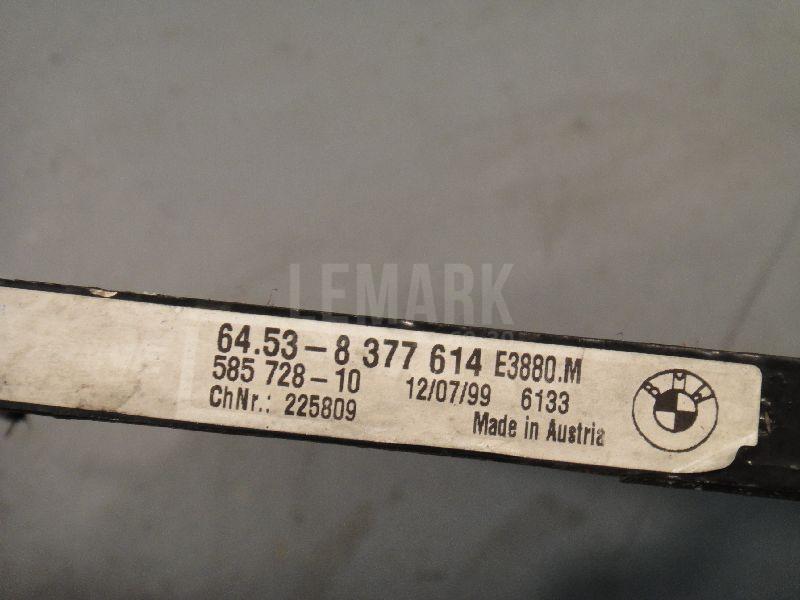 LEMARK
64.53-8 377 614 E3880.M
585 728-10 12/07/99 6133
ChNr.: 225809 Made in Austria
BMW